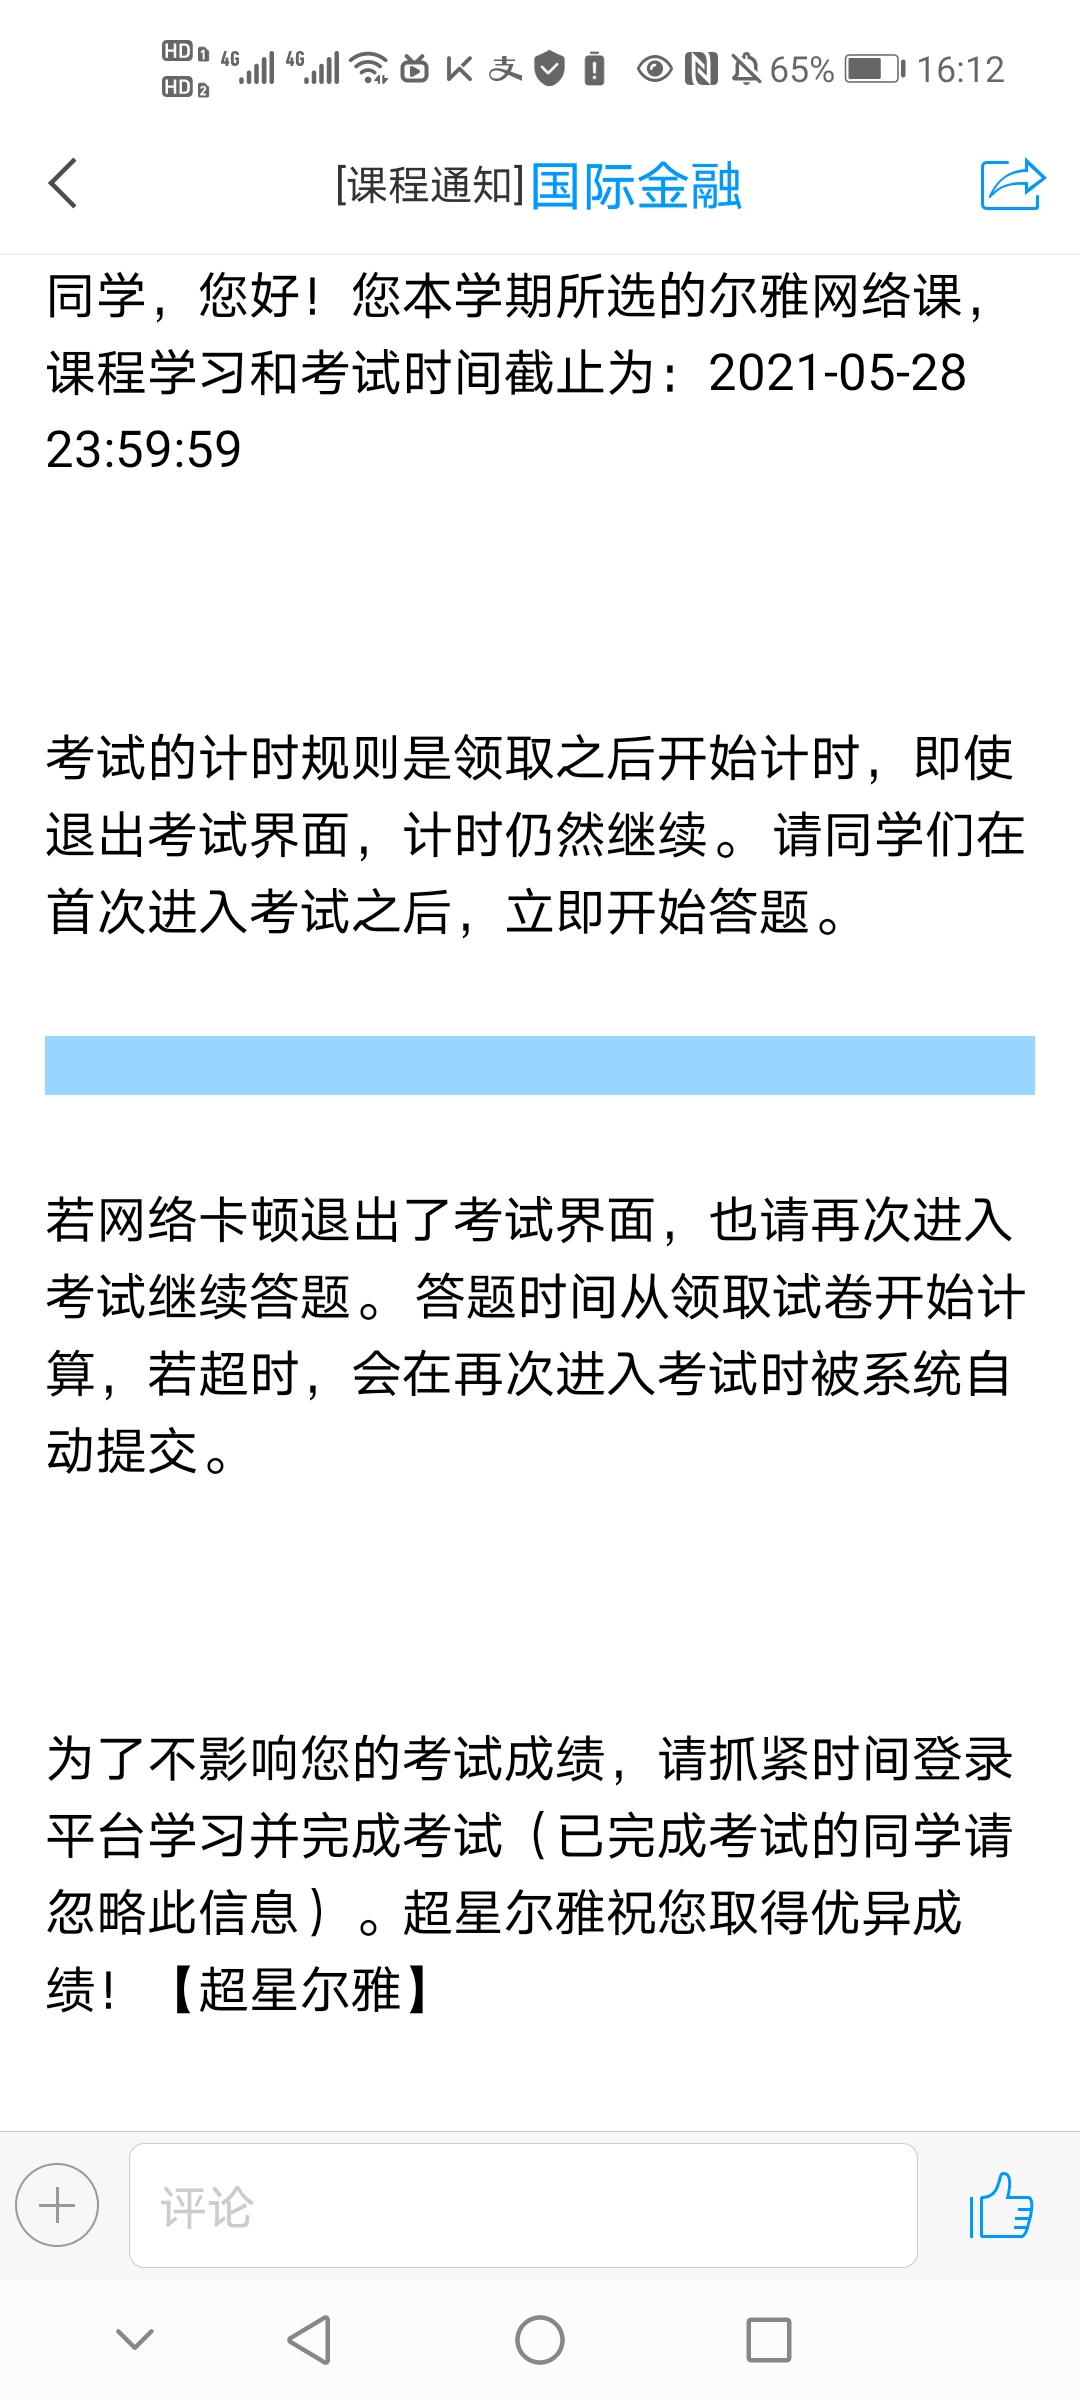 HD 1 4G 4G 支 65% 16:12
HD 2
[课程通知]国际金融
同学，您好！您本学期所选的尔雅网络课，
课程学习和考试时间截止为：2021-05-28
23:59:59
考试的计时规则是领取之后开始计时，即使
退出考试界面，计时仍然继续。请同学们在
首次进入考试之后，立即开始答题。
若网络卡顿退出了考试界面，也请再次进入
考试继续答题。答题时间从领取试卷开始计
算，若超时，会在再次进入考试时被系统自
动提交。
为了不影响您的考试成绩，请抓紧时间登录
平台学习并完成考试（已完成考试的同学请
忽略此信息）。超星尔雅祝您取得优异成
绩！【超星尔雅】
评论